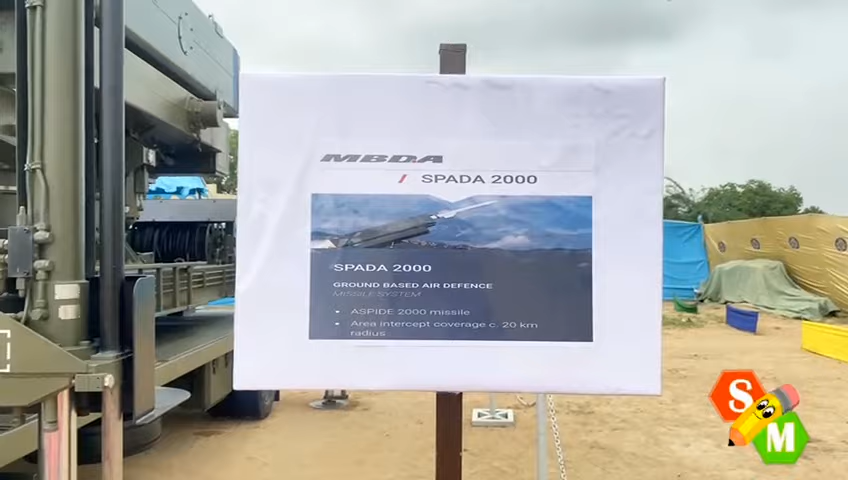 MBDA
/ SPADA 2000
SPADA 2000
GROUND BASED AIR DEFENCE
MISSILE SYSTEM
• ASPIDE 2000 missile
• Area intercept coverage c. 20 km
radius
S
M